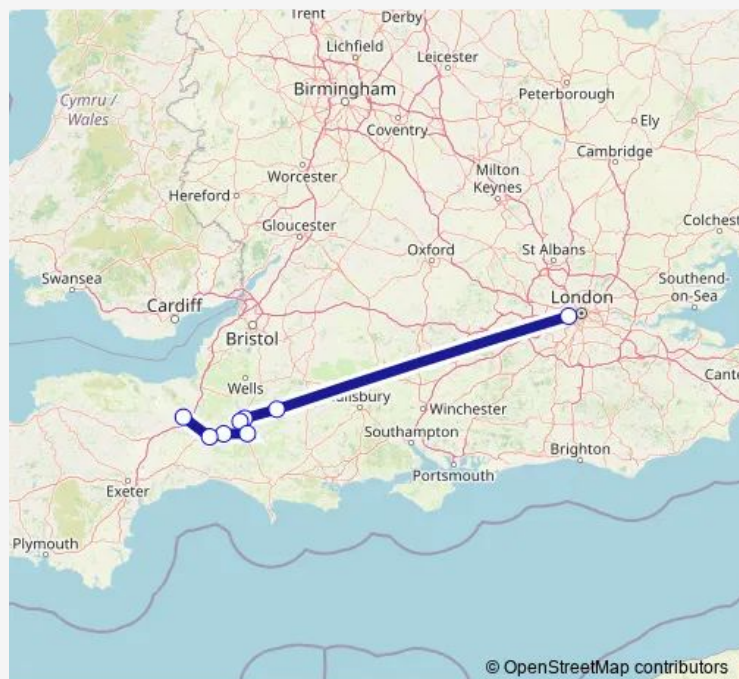 Trent
Derby
Lichfield
Leicester
Birmingham
Peterborough
Coventry
Ely
Cymru /
Wales
Cambridge
Worcester
Milton
Keynes
Hereford
Gloucester
Colchest
Oxford
St Albans
Swansea
Southend
-on-Sea
Cardiff
London
Bristol
Cante
Wells
alisbury
Winchester
Southampton
Brighton
Portsmouth
Exeter
Plymouth
© OpenStreetMap contributors